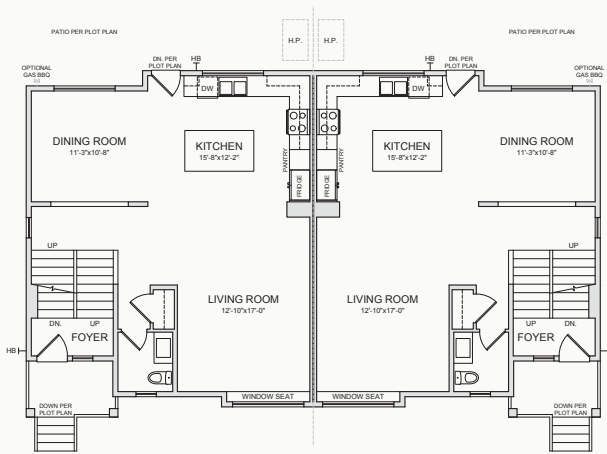 PATIO PER PLOT PLAN
H.P.
H.P.
PATIO PER PLOT PLAN
OPTIONAL
GAS BBQ
DN. PER
PLOT PLAN
HB
HB
DN. PER
PLOT PLAN
OPTIONAL
GAS BBQ
DW
DW
DINING ROOM
11'-3"x10'-8"
KITCHEN
15'-8"x12'-2"
PANTRY
FRIDGE
PANTRY
FRIDGE
KITCHEN
15'-8"x12'-2"
DINING ROOM
11'-3"x10'-8"
UP
UP
LIVING ROOM
12'-10"x17'-0"
LIVING ROOM
12'-10"x17'-0"
DN.
UP
FOYER
UP
DN.
FOYER
HB
WINDOW SEAT
WINDOW SEAT
DOWN PER
PLOT PLAN
DOWN PER
PLOT PLAN